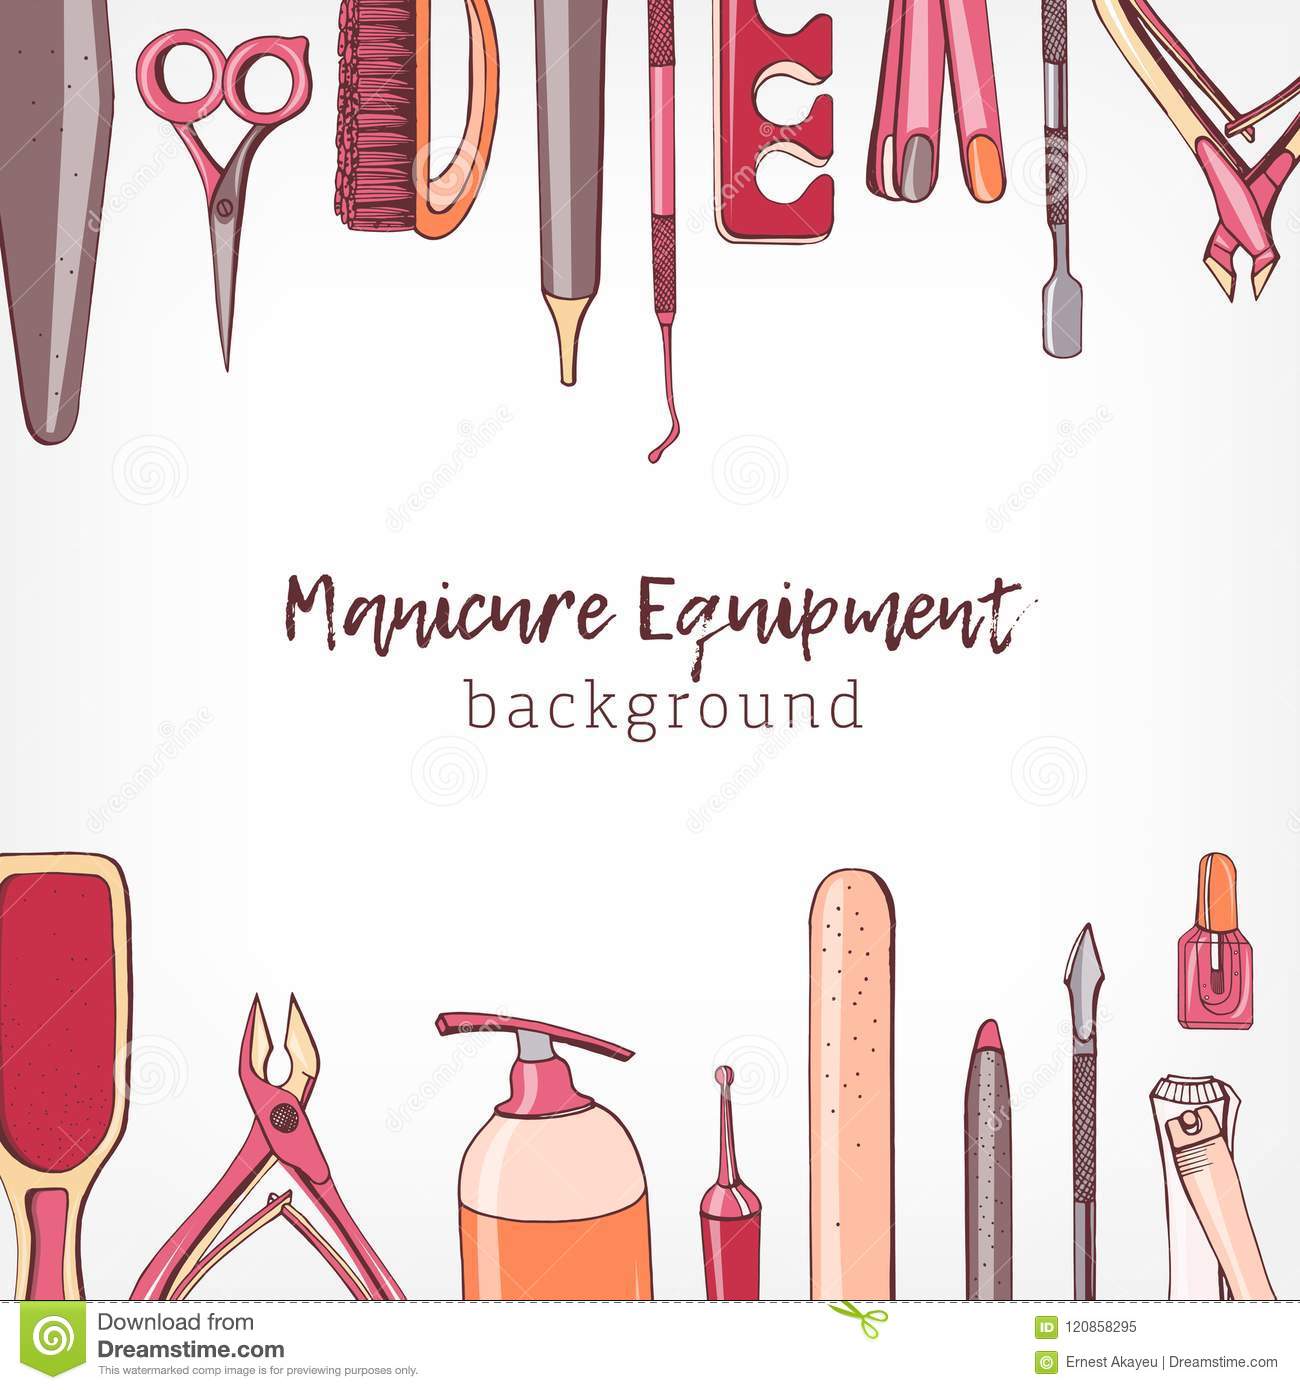 Manicure Equipment
background
Download from
Dreamstime.com
This watermarked comp image is for previewing purposes only.
ID 120858295
© Ernest Akayeu | Dreamstime.com